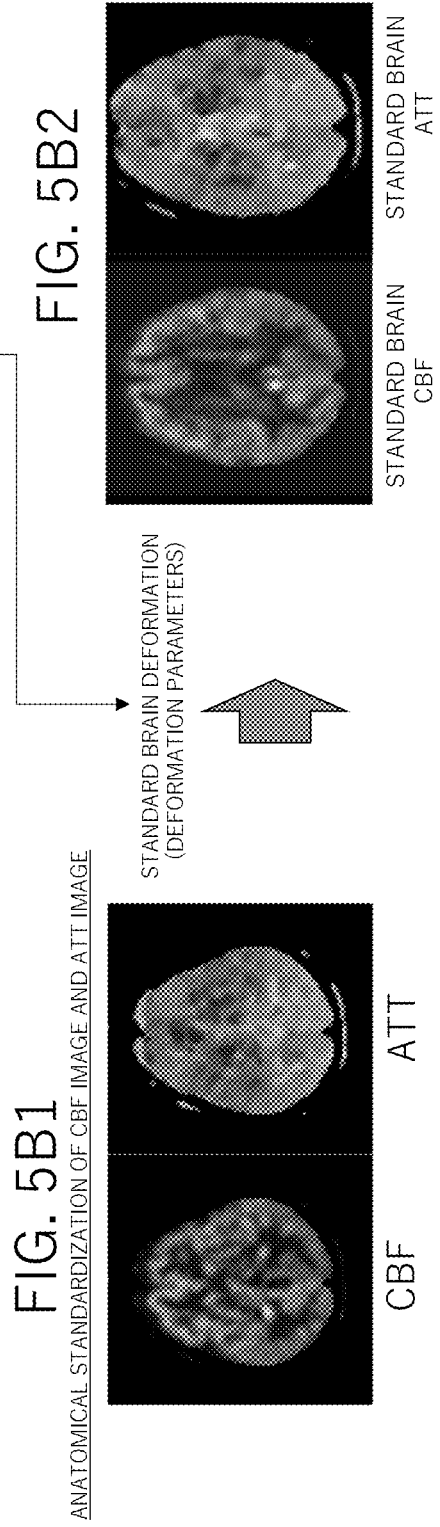 FIG. 5B1
ANATOMICAL STANDARDIZATION OF CBF IMAGE AND ATT IMAGE
CBF
ATT
STANDARD BRAIN DEFORMATION
(DEFORMATION PARAMETERS)
FIG. 5B2
STANDARD BRAIN
CBF
STANDARD BRAIN
ATT